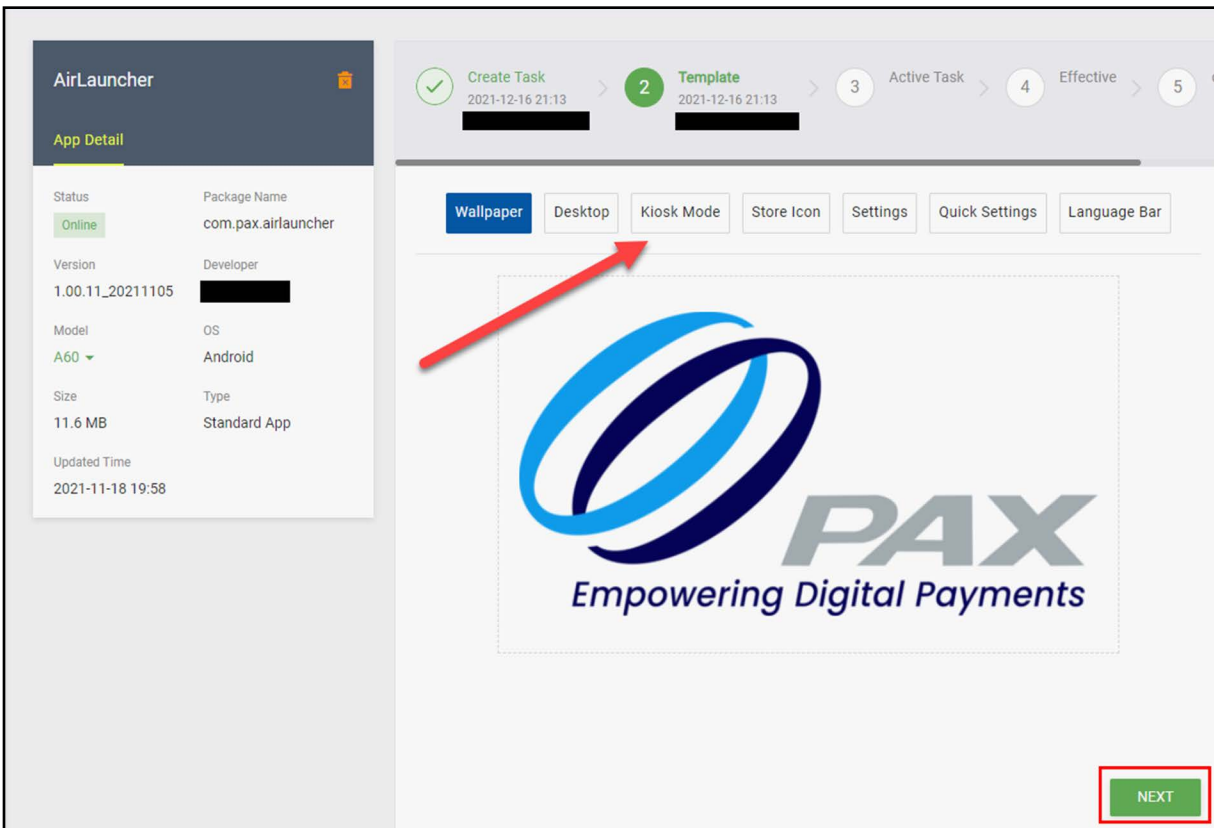 AirLauncher
App Detail
Status
Package Name
Online
com.pax.airlauncher
Version
Developer
1.00.11_20211105
Model
OS
A60
Android
Size
Type
11.6 MB
Standard App
Updated Time
2021-11-18 19:58
Create Task
2021-12-16 21:13
2
Template
2021-12-16 21:13
3
Active Task
4
Effective
5
Wallpaper
Desktop
Kiosk Mode
Store Icon
Settings
Quick Settings
Language Bar
PAX
Empowering Digital Payments
NEXT